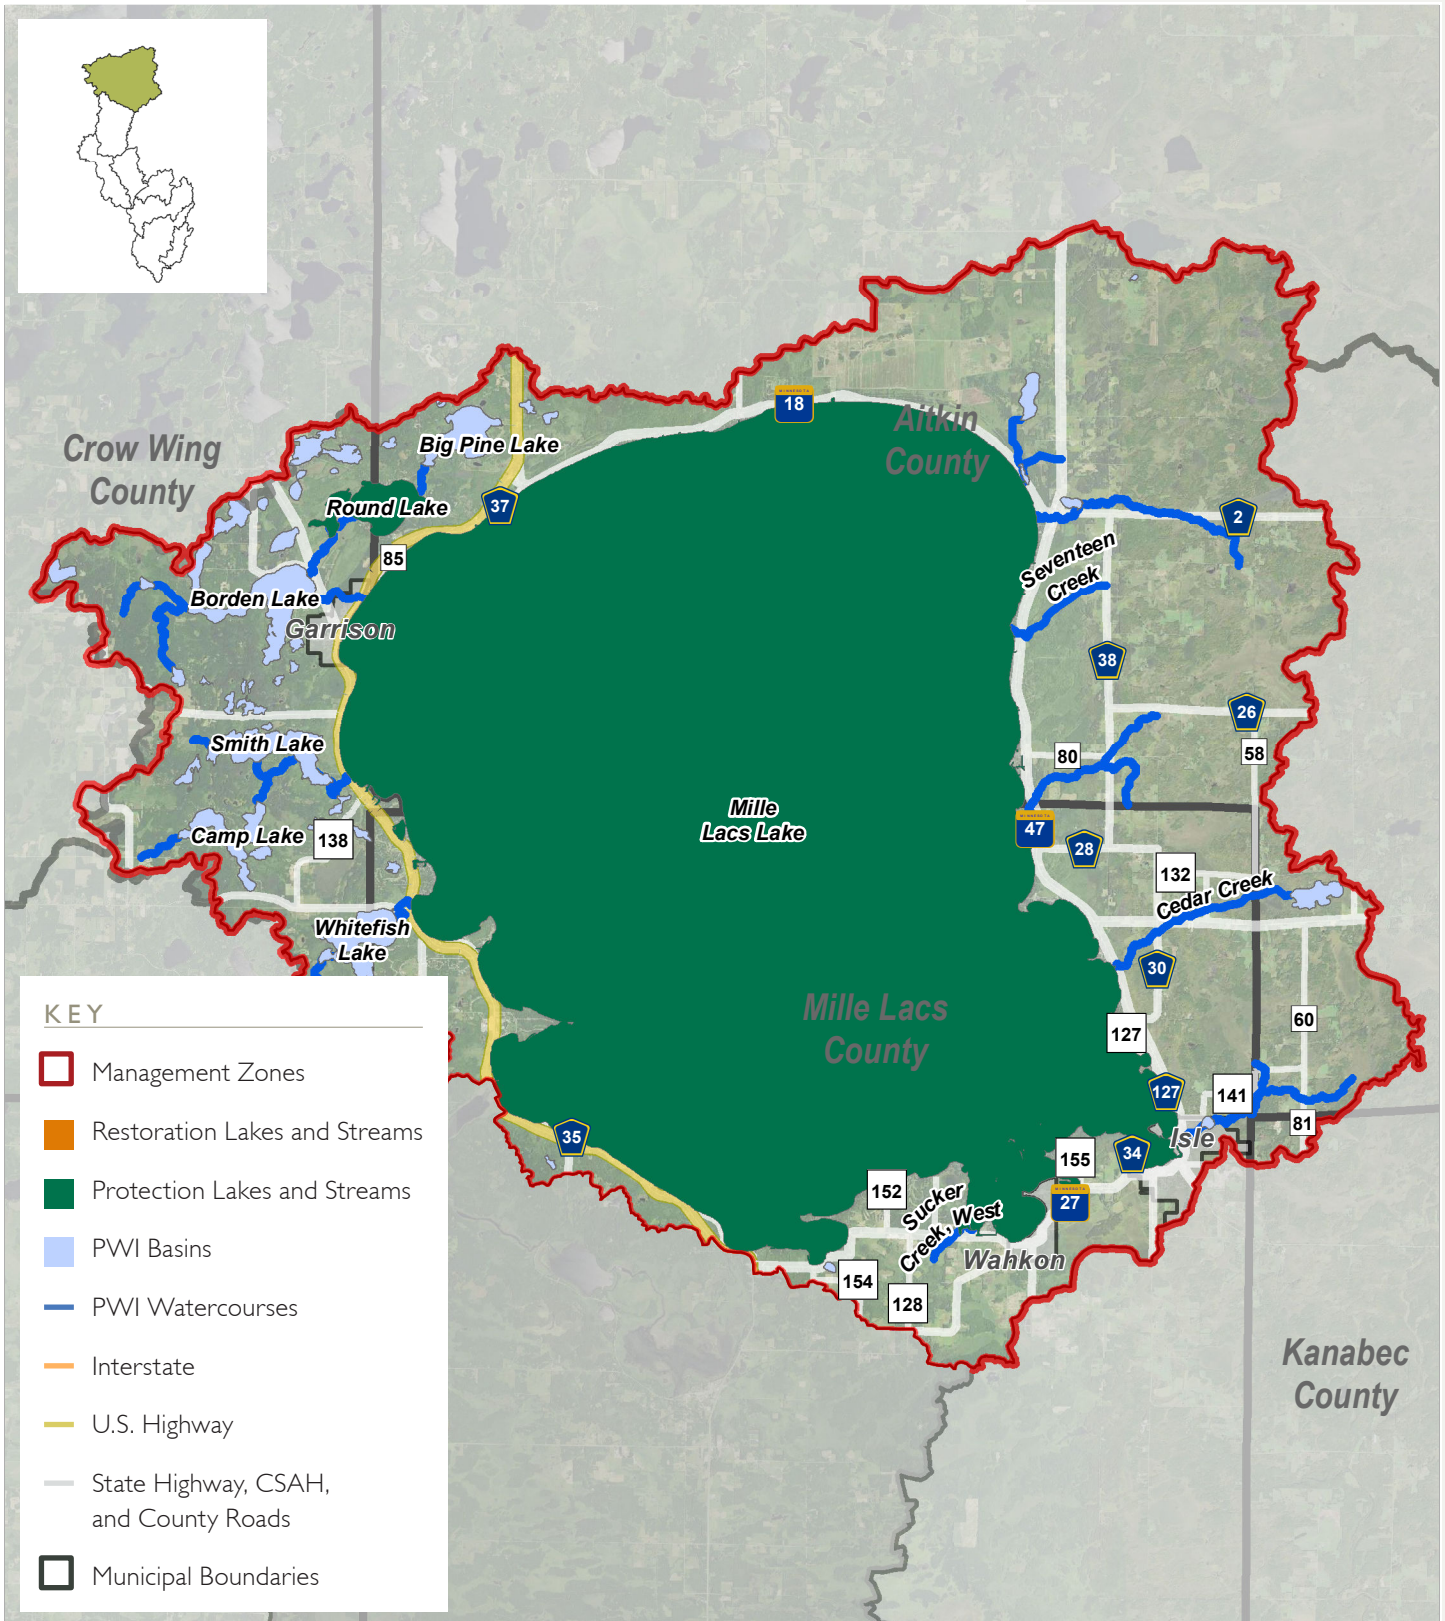 MINNESOTA
18
Aitkin
County
Crow Wing
County
Big Pine Lake
Round Lake
37
2
85
Seventeen
Creek
Borden Lake
Garrison
38
26
Smith Lake
80
58
Mille
Lacs Lake
Camp Lake
138
MINNESOTA
47
28
132
Cedar Creek
Whitefish
Lake
30
Mille Lacs
County
127
60
127
141
81
35
Isle
155
34
152
Sucker
Creek, West
MINNESOTA
27
Wahkon
154
128
Kanabec
County
KEY
Management Zones
Restoration Lakes and Streams
Protection Lakes and Streams
PWI Basins
PWI Watercourses
Interstate
U.S. Highway
State Highway, CSAH,
and County Roads
Municipal Boundaries